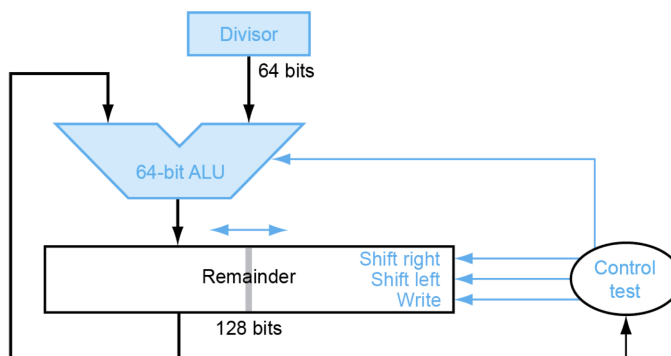 Divisor
64 bits
64-bit ALU
Remainder
Shift right
Shift left
Write
Control
test
128 bits